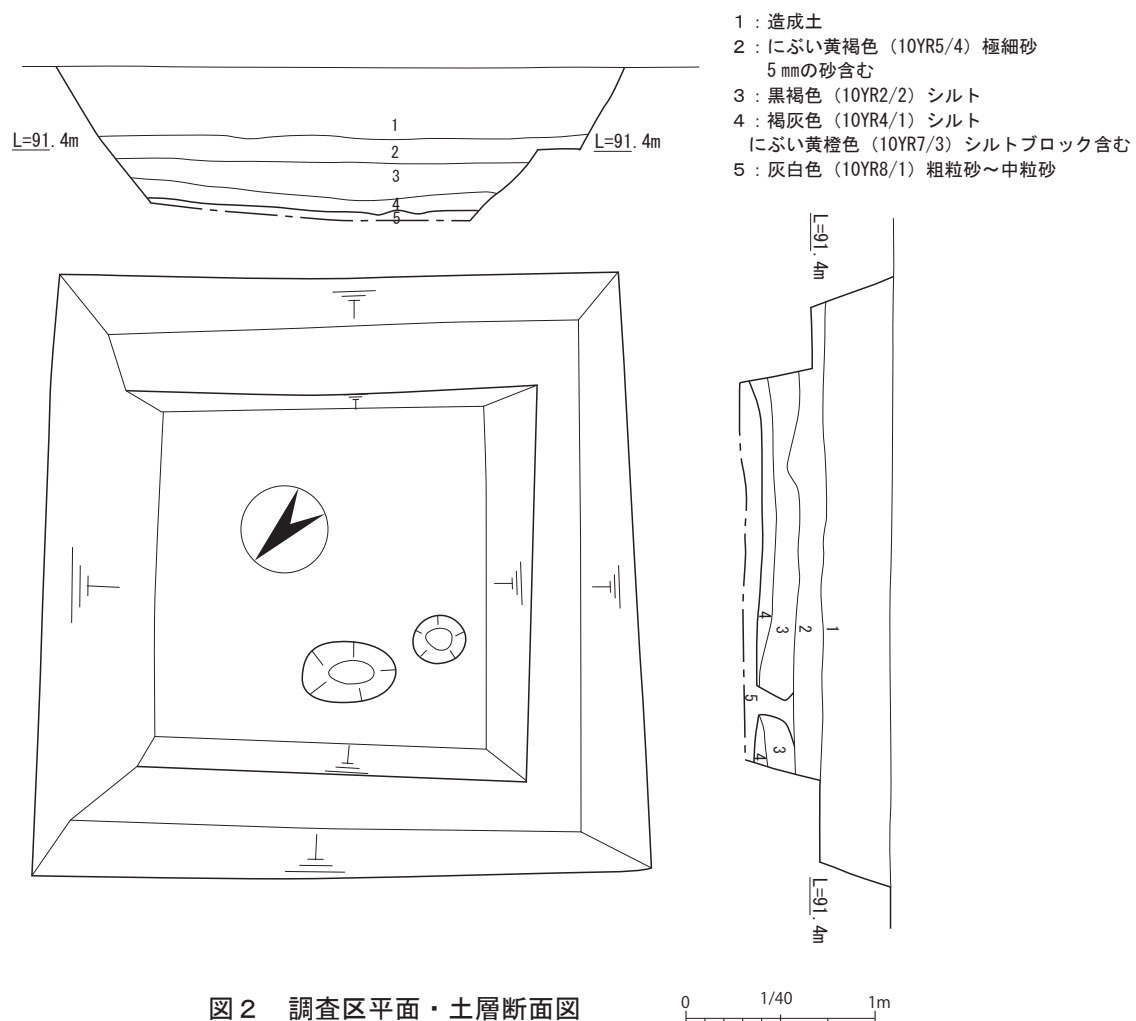 1：造成土
2：にぶい黄褐色（10YR5/4）極細砂
5㎜の砂含む
3：黒褐色（10YR2/2）シルト
4：褐灰色（10YR4/1）シルト
にぶい黄橙色（10YR7/3）シルトブロック含む
5：灰白色（10YR8/1）粗粒砂～中粒砂
L=91.4m
1
2
3
4
5
L=91.4m
L=91.4m
4
3
2
1
5
4
3
L=91.4m
図２　調査区平面・土層断面図
0
1/40
1m